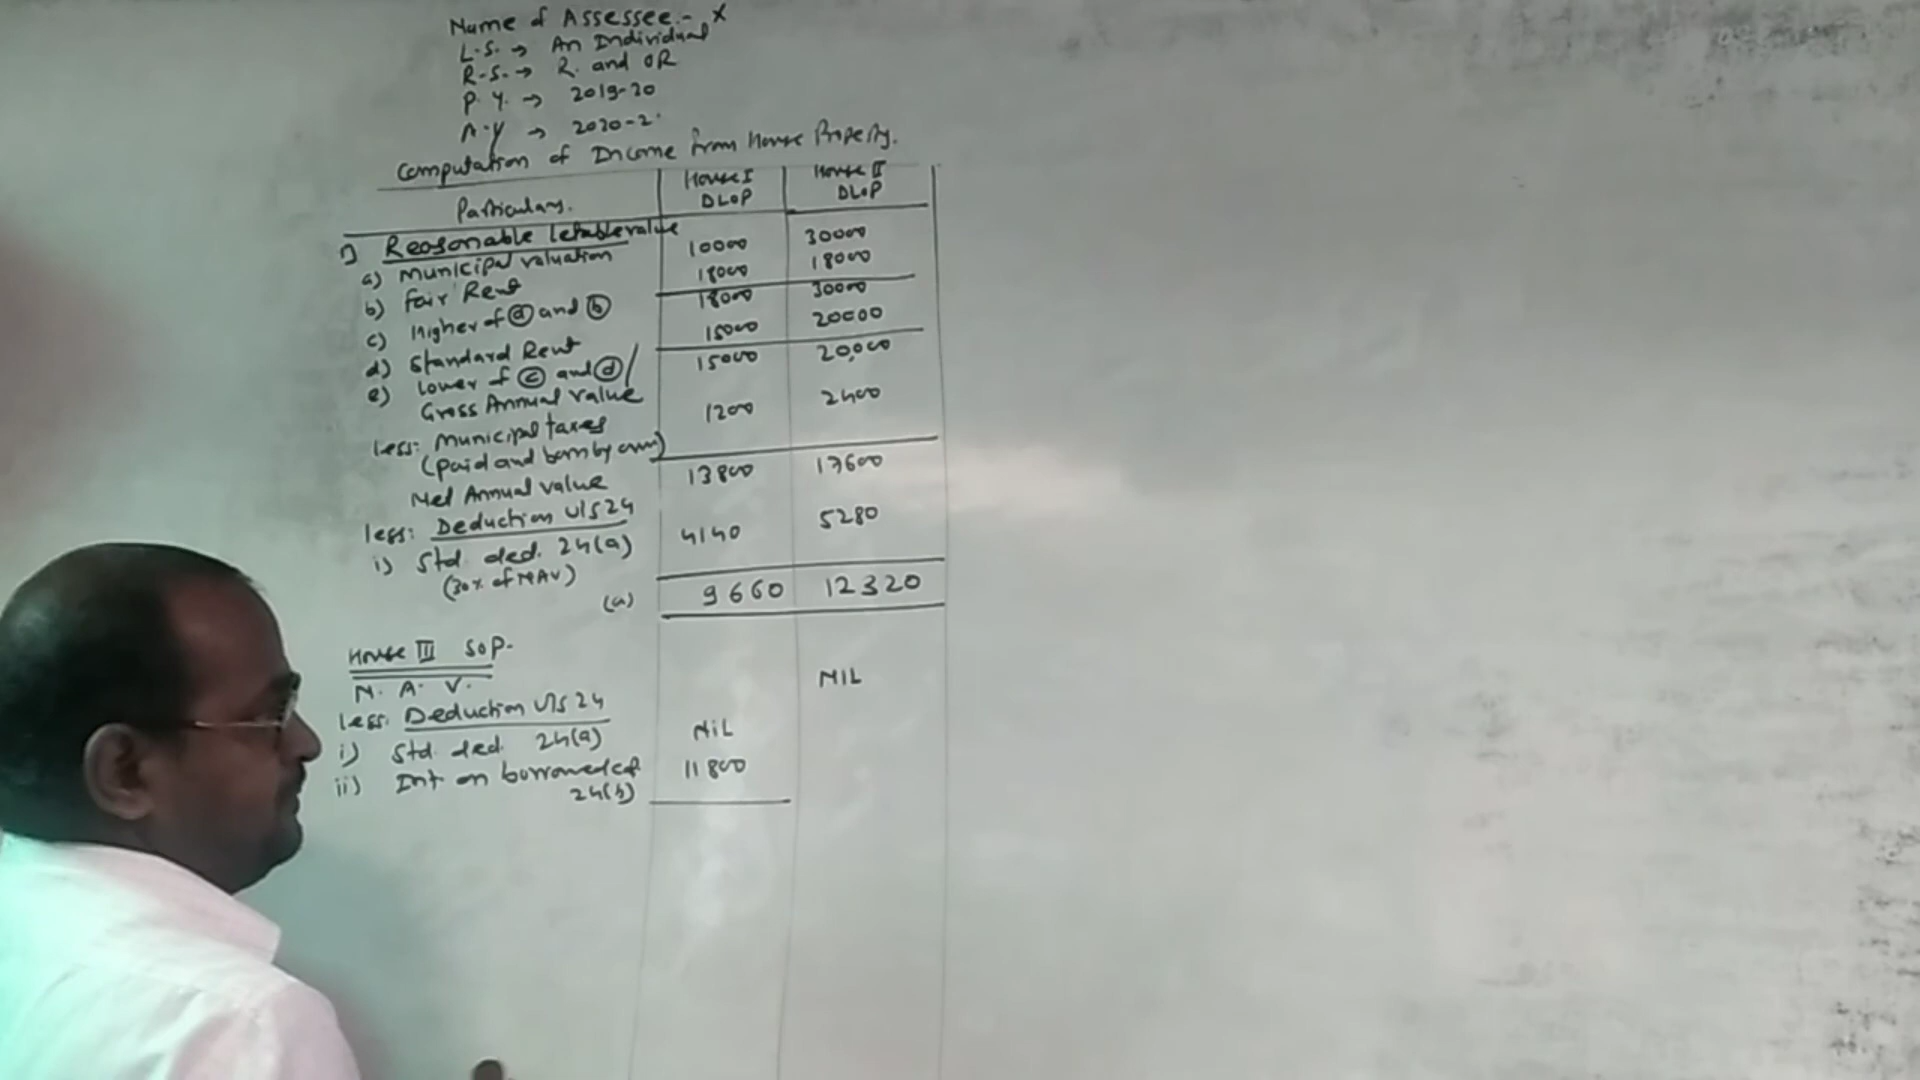 Name of Assessee.- X
L.S. → An Individual
R.S. → R. and OR
P.Y. → 2019-20
A.Y → 2020-2
Computation of Income from House Property.
Particulars. House I DLOP House II DLOP
1) Reasonable letable value
a) Municipal valuation 10000 30000
b) Fair Rent 18000 18000
c) Higher of (a) and (b) 18000 30000
d) Standard Rent 15000 20000
e) Lower of (c) and (d)/ 15000 20,000
Gross Annual Value
less: Municipal taxes 1200 2400
(paid and born by own)
Net Annual value 13800 17600
less: Deduction U/S 24
i) Std. ded. 24(a) 4140 5280
(30% of NAV)
(a) 9660 12320
House III SOP.
N. A. V. NIL
less: Deduction U/S 24
i) Std. ded. 24(a) NIL
ii) Int on borrowed cap 11800
24(b)